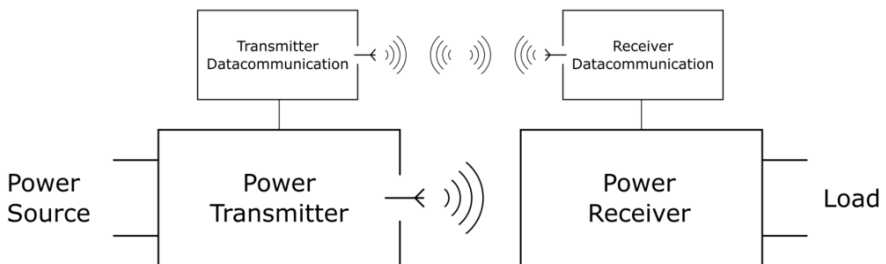 Transmitter
Datacommunication
Receiver
Datacommunication
Power
Source
Power
Transmitter
Power
Receiver
Load